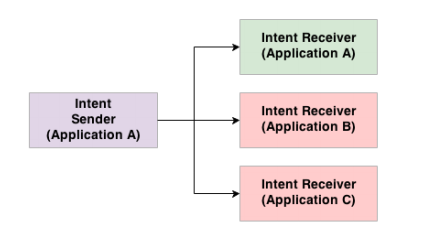 Intent Receiver
(Application A)
Intent
Sender
(Application A)
Intent Receiver
(Application B)
Intent Receiver
(Application C)